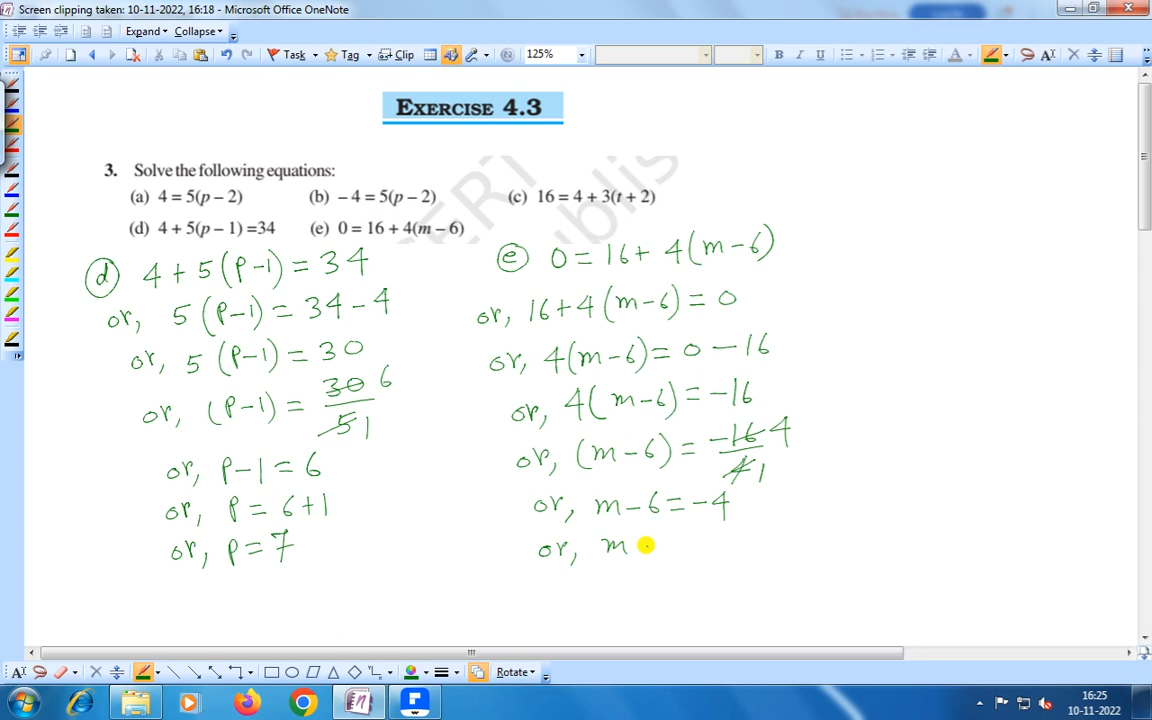 Screen clipping taken: 10-11-2022, 16:18 - Microsoft Office OneNote
Expand Collapse
Task Tag Clip 125% B I U A
EXERCISE 4.3
3. Solve the following equations:
(a) 4 = 5(p – 2) (b) – 4 = 5(p – 2) (c) 16 = 4 + 3(t + 2)
(d) 4 + 5(p – 1) =34 (e) 0 = 16 + 4(m – 6)
d 4 + 5 (p-1) = 34
or, 5 (p-1) = 34 - 4
or, 5 (p-1) = 30
or, (p-1) = 30 6 / 5 1
or, p-1 = 6
or, p = 6+1
or, p = 7
e 0 = 16 + 4(m-6)
or, 16+4(m-6) = 0
or, 4(m-6) = 0 - 16
or, 4(m-6) = -16
or, (m-6) = -16 4 / 4 1
or, m-6 = -4
or, m
Rotate
16:25
10-11-2022